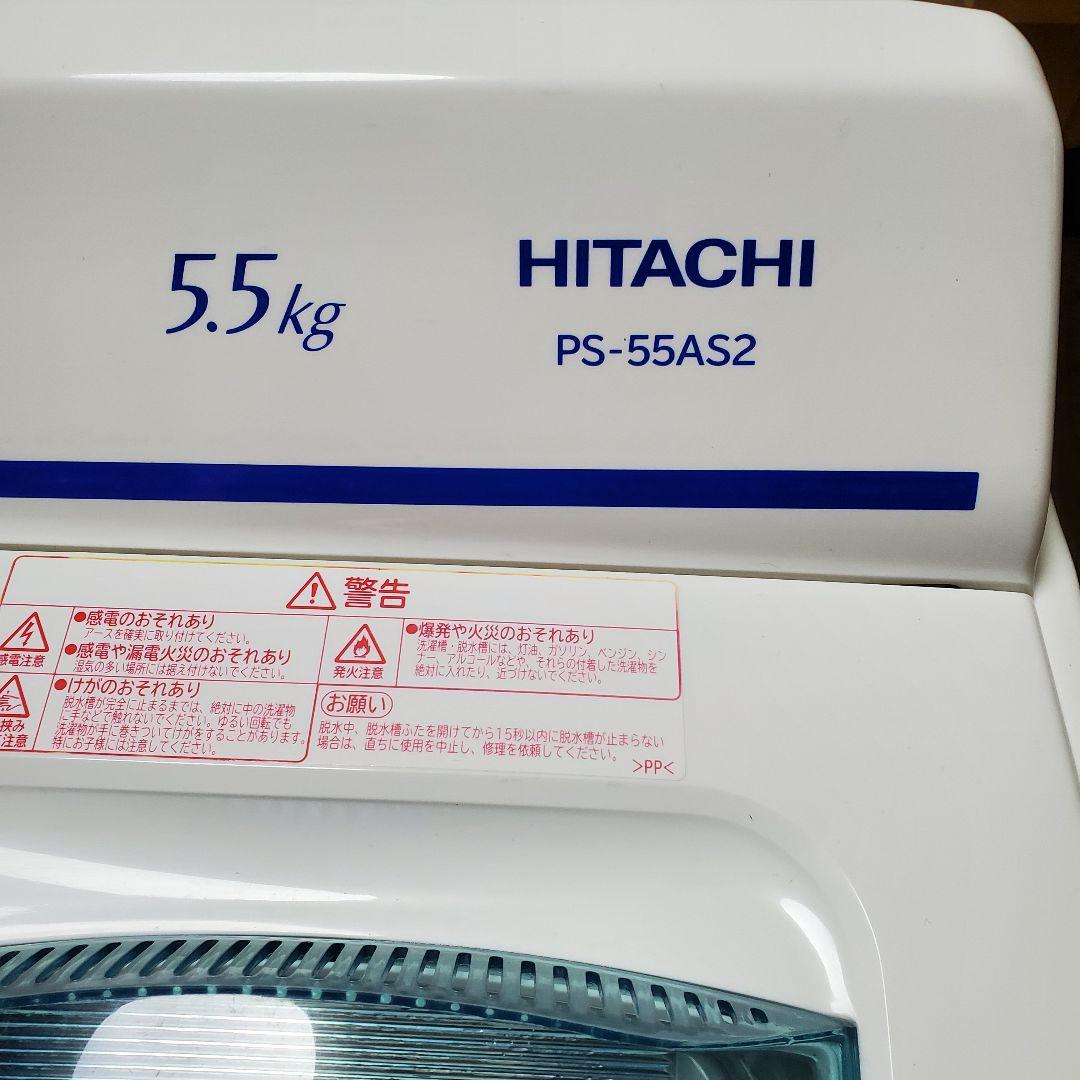 5.5kg
HITACHI
PS-55AS2
警告
感電注意
●感電のおそれあり
アースを確実に取り付けてください。
●感電や漏電火災のおそれあり
湿気の多い場所には据え付けないでください。
発火注意
●爆発や火災のおそれあり
洗濯槽・脱水槽には、灯油、ガソリン、ベンジン、シン
ナー、アルコールなどや、それらの付着した洗濯物を
絶対に入れたり、近づけないでください。
挟み
注意
●けがのおそれあり
脱水槽が完全に止まるまでは、絶対に中の洗濯物
に手などで触れないでください。ゆるい回転でも
洗濯物が手に巻きついてけがをすることがあります。
特にお子様には注意してください。
お願い
脱水中、脱水槽ふたを開けてから15秒以内に脱水槽が止まらない
場合は、直ちに使用を中止し、修理を依頼してください。
>PP<